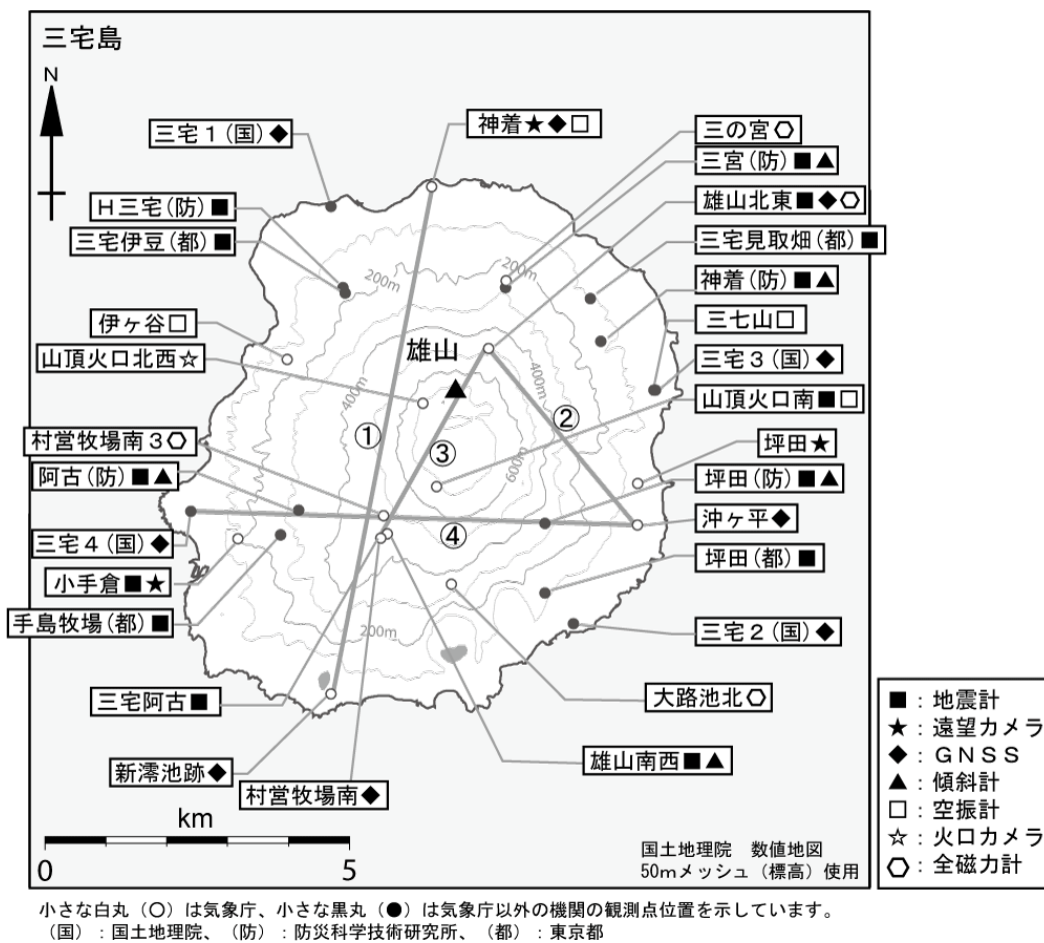 三宅島
N
神着★◆□
三宅1(国)◆
三の宮⎔
三宮(防)■▲
H三宅(防)■
雄山北東■◆⎔
三宅伊豆(都)■
三宅見取畑(都)■
200m
200m
神着(防)■▲
伊ヶ谷□
三七山□
雄山
山頂火口北西☆
三宅3(国)◆
400m
400m
山頂火口南■□
①
②
村営牧場南3⎔
③
坪田★
600m
阿古(防)■▲
坪田(防)■▲
三宅4(国)◆
④
沖ヶ平◆
小手倉■★
坪田(都)■
手島牧場(都)■
200m
三宅2(国)◆
三宅阿古■
大路池北⎔
新澪池跡◆
雄山南西■▲
村営牧場南◆
■:地震計
★:遠望カメラ
◆:GNSS
▲:傾斜計
□:空振計
☆:火口カメラ
⎔:全磁力計
km
0 5
国土地理院 数値地図
50mメッシュ(標高)使用
小さな白丸(○)は気象庁、小さな黒丸(●)は気象庁以外の機関の観測点位置を示しています。
(国):国土地理院、(防):防災科学技術研究所、(都):東京都